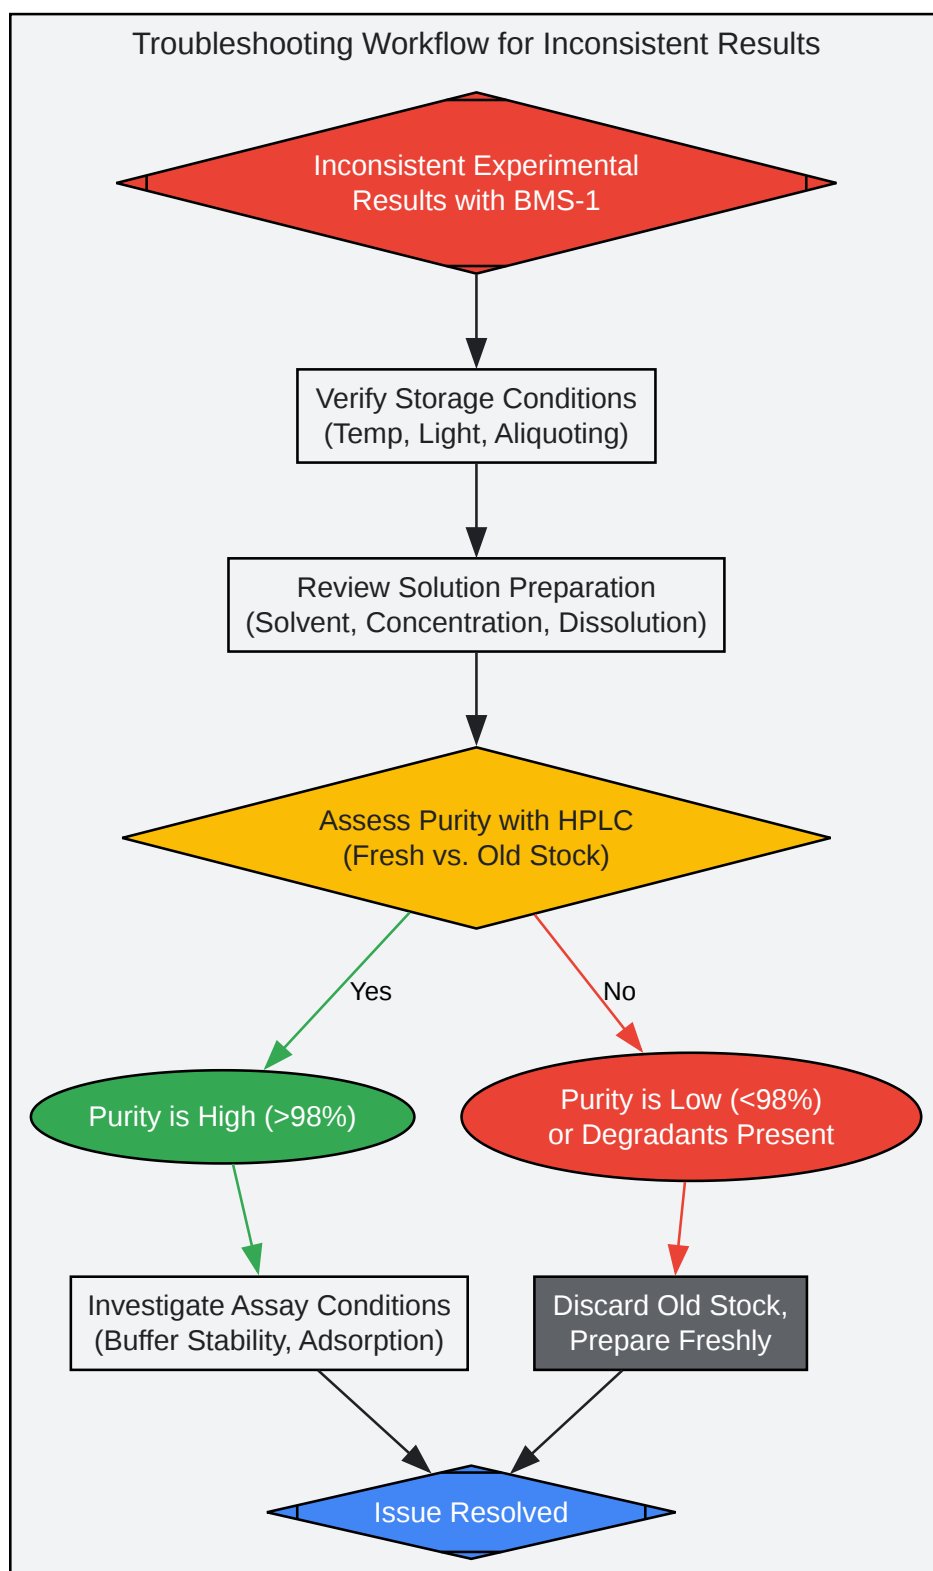 Troubleshooting Workflow for Inconsistent Results
Inconsistent Experimental
Results with BMS-1
Verify Storage Conditions
(Temp, Light, Aliquoting)
Review Solution Preparation
(Solvent, Concentration, Dissolution)
Assess Purity with HPLC
(Fresh vs. Old Stock)
Yes
No
Purity is High (>98%)
Purity is Low (<98%)
or Degradants Present
Investigate Assay Conditions
(Buffer Stability, Adsorption)
Discard Old Stock,
Prepare Freshly
Issue Resolved